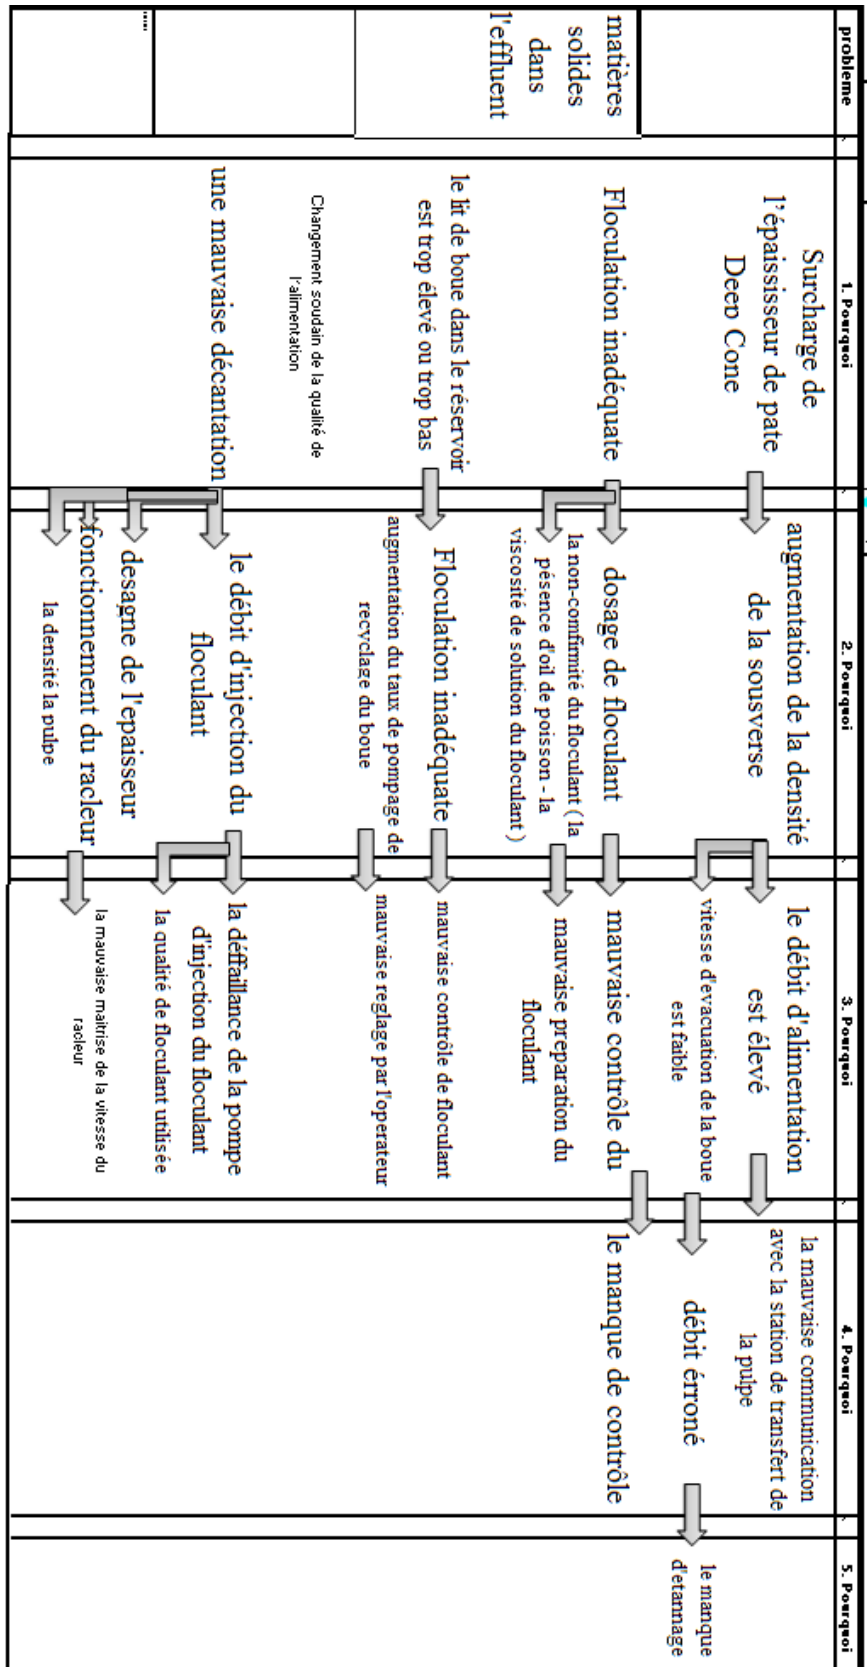 probleme
1. Pourquoi
2. Pourquoi
3. Pourquoi
4. Pourquoi
5. Pourquoi
matières
solides
dans
l'effluent
Surcharge de
l'épaississeur de pate
Deep Cone
augmentation de la densité
de la sousverse
le débit d'alimentation
est élevé
la mauvaise communication
avec la station de transfert de
la pulpe
vitesse d'evacuation de la boue
est faible
débit érroné
le manque
d'etannage
Floculation inadéquate
dosage de floculant
mauvaise contrôle du
le manque de contrôle
la non-comfirmité du floculant ( la
pésence d'oil de poisson - la
viscosité de solution du floculant )
mauvaise preparation du
floculant
le lit de boue dans le réservoir
est trop élevé ou trop bas
Floculation inadéquate
mauvaise contrôle de floculant
augmentation du taux de pompage de
recyclage du boue
mauvaise reglage par l'operateur
Changement soudain de la qualité de
l'alimentation
une mauvaise décantation
le débit d'injection du
floculant
la déffaillance de la pompe
d'injection du floculant
la qualité de floculant utilisée
desagne de l'epaisseur
fonctionnement du racleur
la mauvaise maitrise de la vitesse du
racleur
la densité la pulpe
......